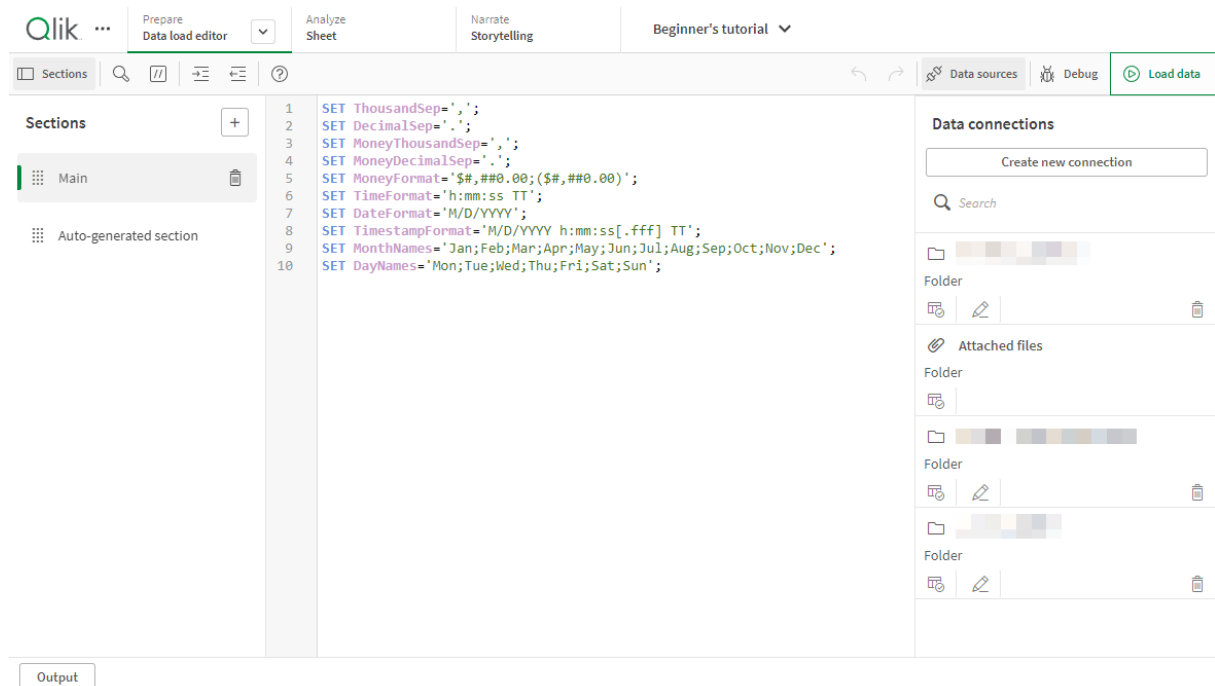 Qlik
Prepare
Data load editor
Analyze
Sheet
Narrate
Storytelling
Beginner's tutorial
Sections
//
?
Data sources
Debug
Load data
Sections
+
Main
Auto-generated section
1 SET ThousandSep=',';
2 SET DecimalSep='.';
3 SET MoneyThousandSep=',';
4 SET MoneyDecimalSep='.';
5 SET MoneyFormat='$#,##0.00;($#,##0.00)';
6 SET TimeFormat='h:mm:ss TT';
7 SET DateFormat='M/D/YYYY';
8 SET TimestampFormat='M/D/YYYY h:mm:ss[.fff] TT';
9 SET MonthNames='Jan;Feb;Mar;Apr;May;Jun;Jul;Aug;Sep;Oct;Nov;Dec';
10 SET DayNames='Mon;Tue;Wed;Thu;Fri;Sat;Sun';
Data connections
Create new connection
Search
Folder
Attached files
Folder
Folder
Folder
Output